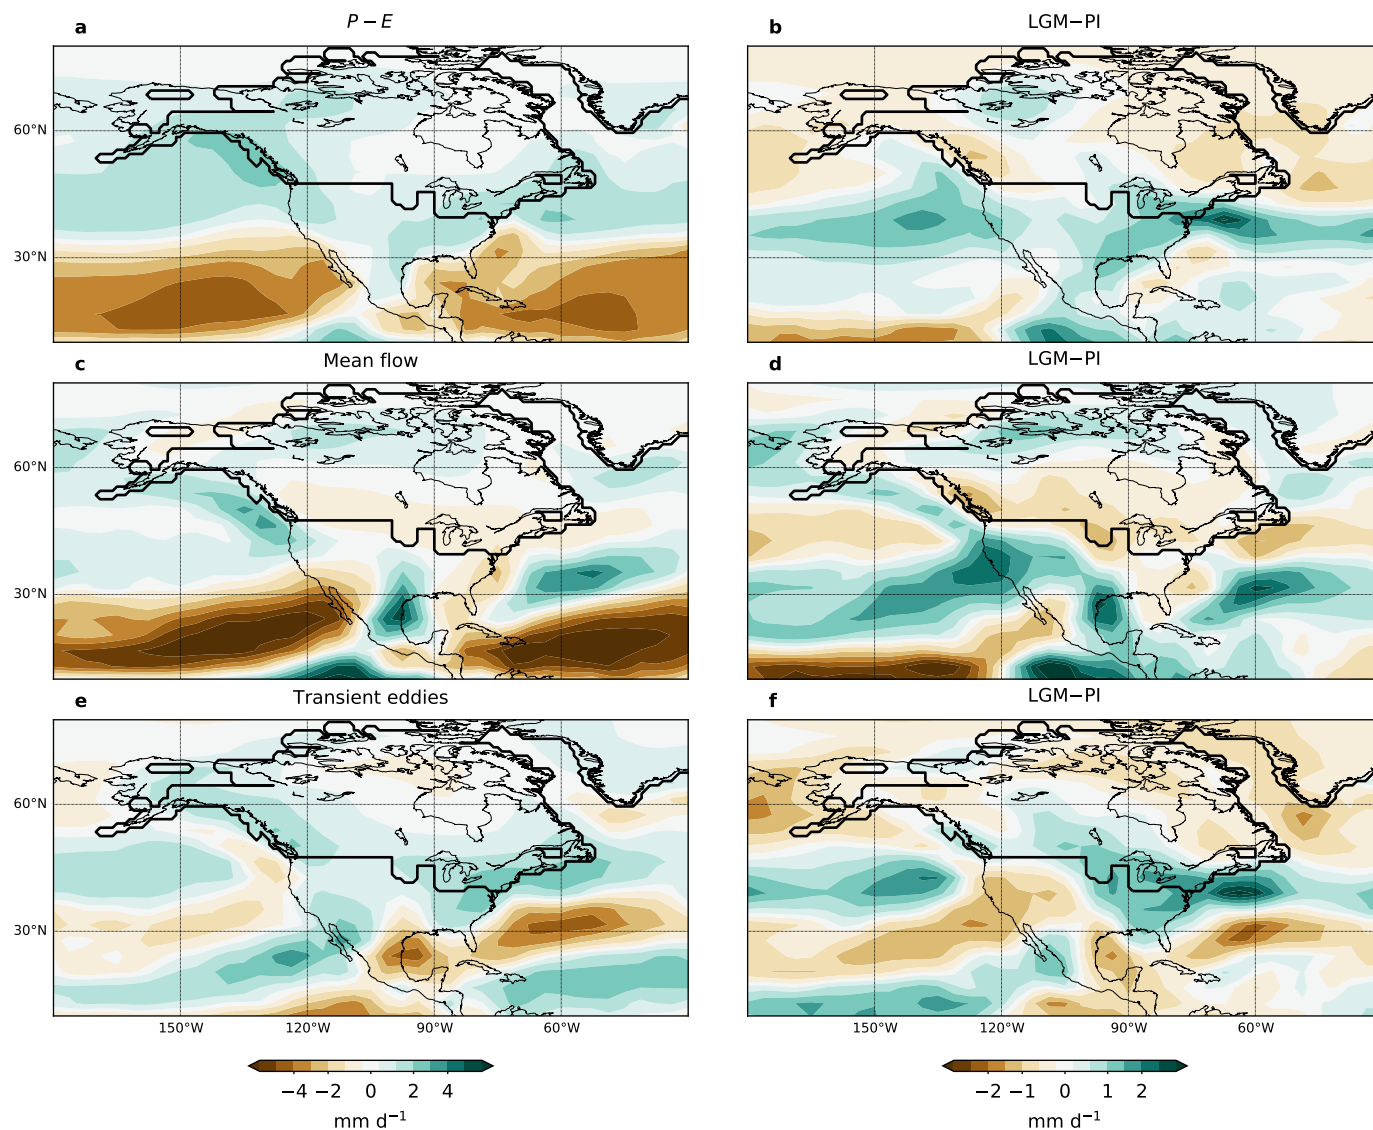 a P − E
b LGM−PI
60°N
30°N
c Mean flow
d LGM−PI
60°N
30°N
e Transient eddies
f LGM−PI
60°N
30°N
150°W 120°W 90°W 60°W
150°W 120°W 90°W 60°W
−4 −2 0 2 4
mm d⁻¹
−2 −1 0 1 2
mm d⁻¹